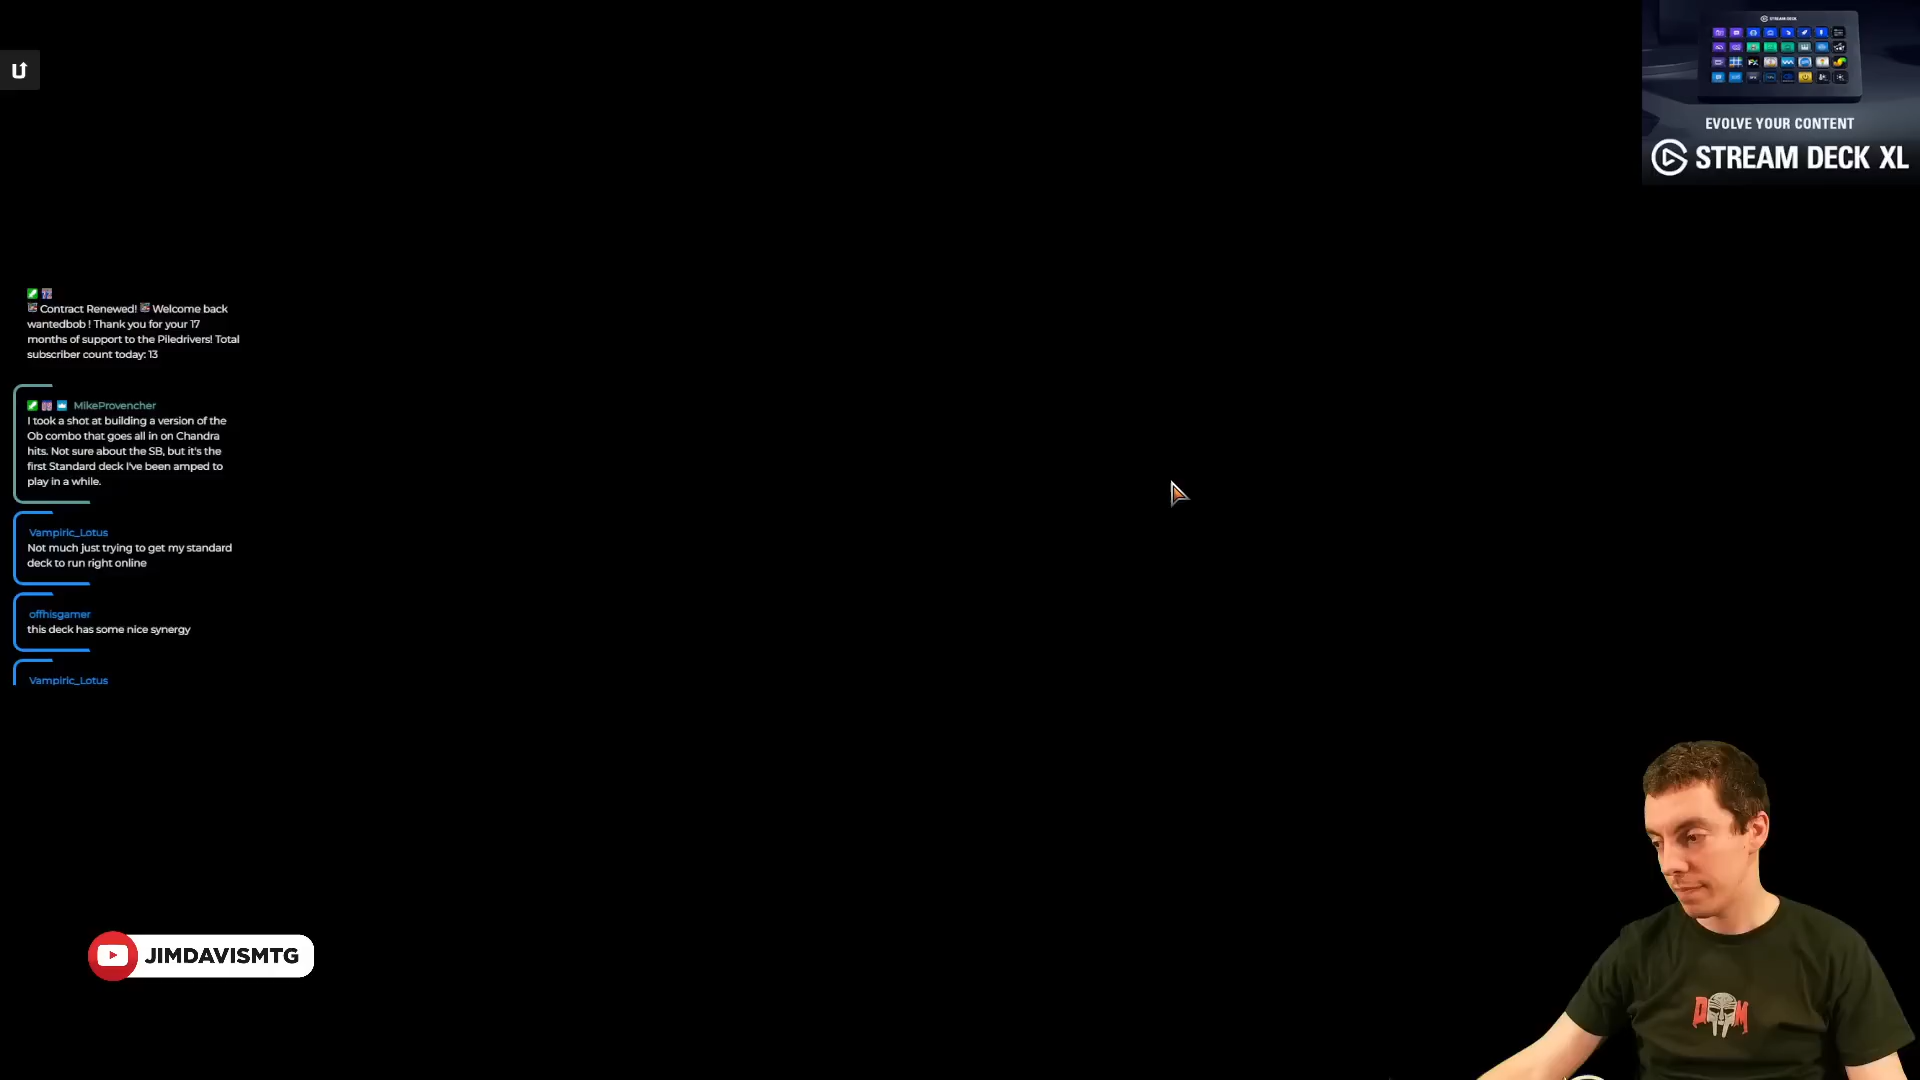 STREAM DECK
EVOLVE YOUR CONTENT
STREAM DECK XL
Contract Renewed! Welcome back
wantedbob ! Thank you for your 17
months of support to the Piledrivers! Total
subscriber count today: 13
MikeProvencher
I took a shot at building a version of the
Ob combo that goes all in on Chandra
hits. Not sure about the SB, but it's the
first Standard deck I've been amped to
play in a while.
Vampiric_Lotus
Not much just trying to get my standard
deck to run right online
offhisgamer
this deck has some nice synergy
Vampiric_Lotus
JIMDAVISMTG
DOOM